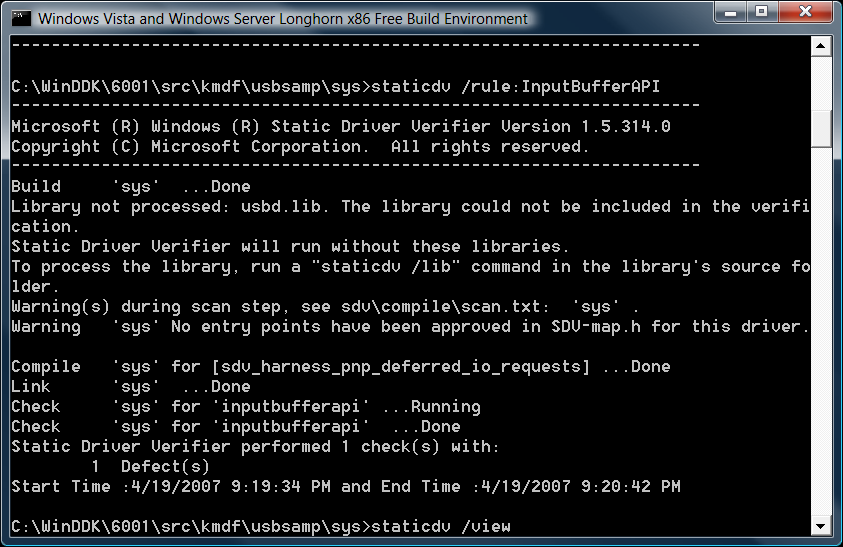 Windows Vista and Windows Server Longhorn x86 Free Build Environment
---------------------------------------------------------------------
C:\WinDDK\6001\src\kmdf\usbsamp\sys>staticdv /rule:InputBufferAPI
---------------------------------------------------------------------
Microsoft (R) Windows (R) Static Driver Verifier Version 1.5.314.0
Copyright (C) Microsoft Corporation.  All rights reserved.
---------------------------------------------------------------------
Build     'sys'  ...Done
Library not processed: usbd.lib. The library could not be included in the verifi
cation.
Static Driver Verifier will run without these libraries.
To process the library, run a "staticdv /lib" command in the library's source fo
lder.
Warning(s) during scan step, see sdv\compile\scan.txt:  'sys' .
Warning   'sys' No entry points have been approved in SDV-map.h for this driver.
Compile   'sys' for [sdv_harness_pnp_deferred_io_requests] ...Done
Link      'sys'  ...Done
Check     'sys' for 'inputbufferapi' ...Running
Check     'sys' for 'inputbufferapi'  ...Done
Static Driver Verifier performed 1 check(s) with:
        1  Defect(s)
Start Time :4/19/2007 9:19:34 PM and End Time :4/19/2007 9:20:42 PM
C:\WinDDK\6001\src\kmdf\usbsamp\sys>staticdv /view